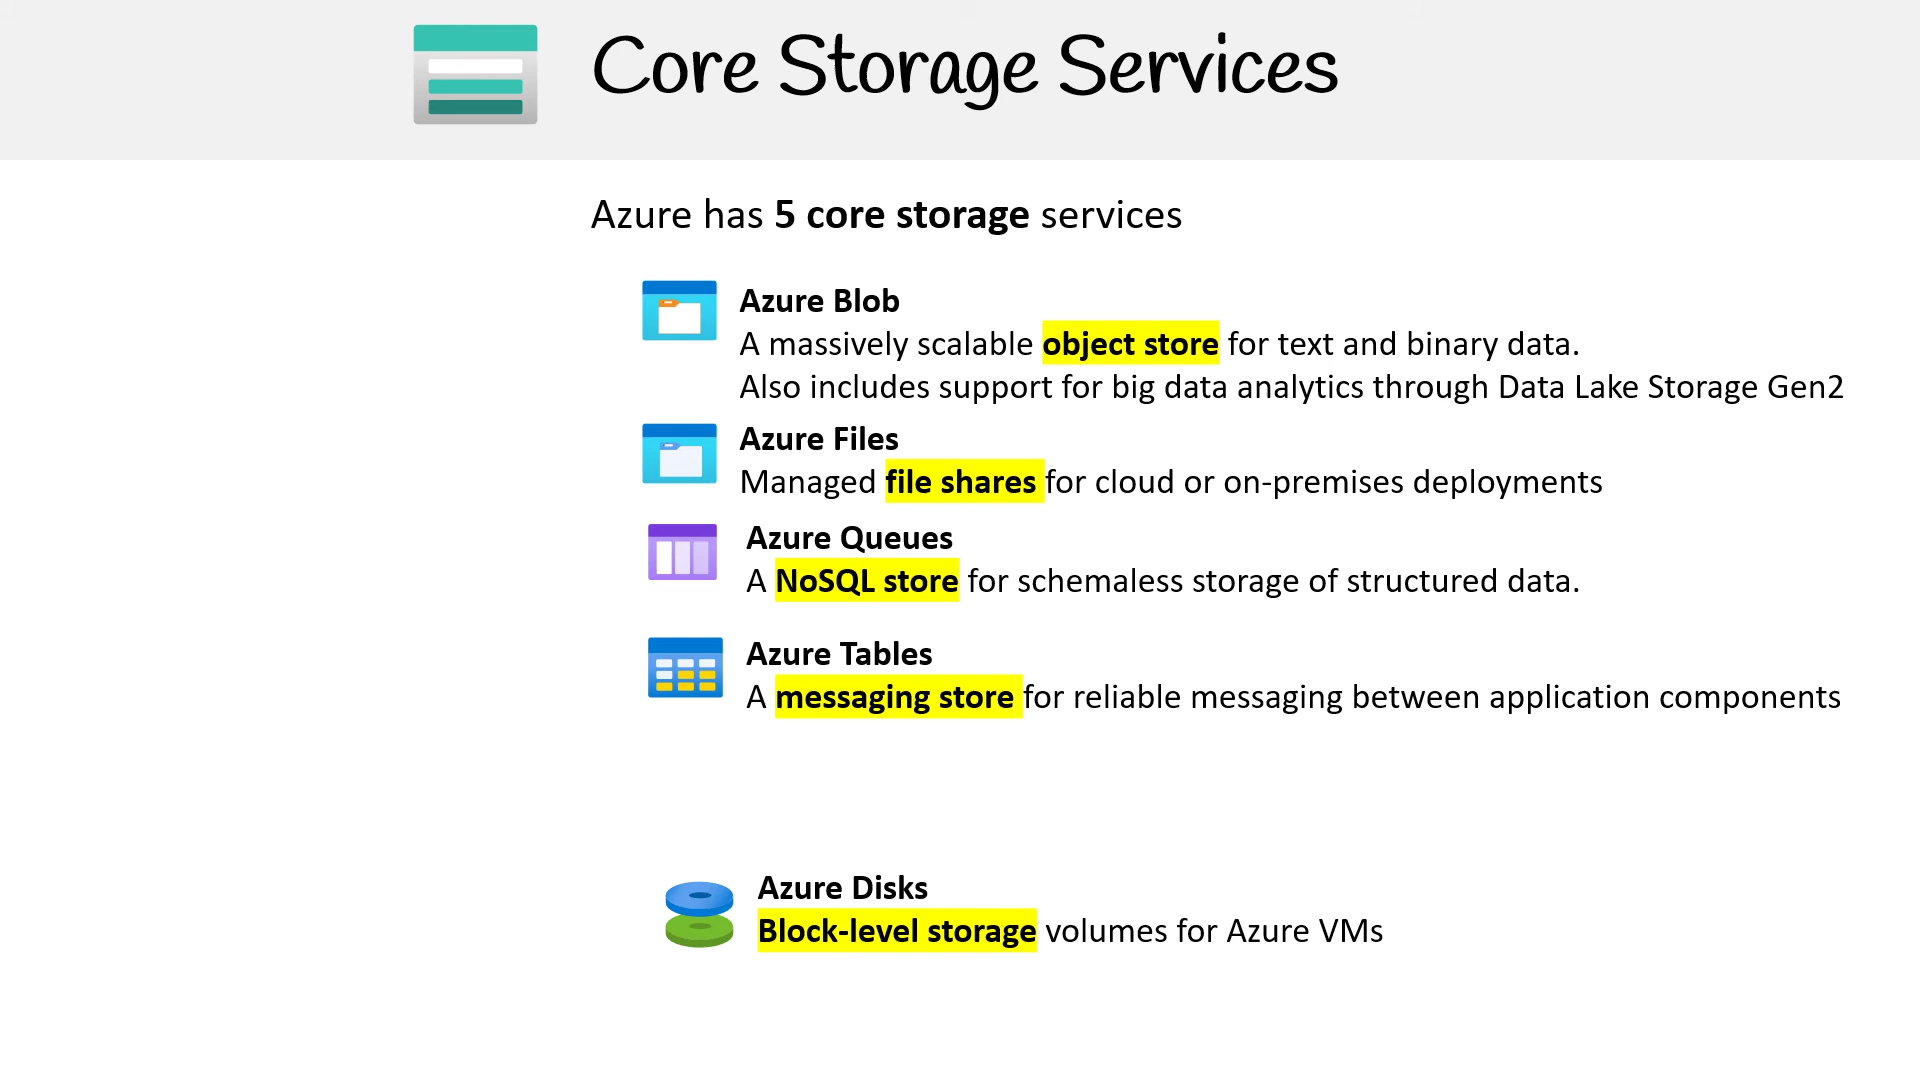 Core Storage Services
Azure has 5 core storage services
Azure Blob
A massively scalable object store for text and binary data.
Also includes support for big data analytics through Data Lake Storage Gen2
Azure Files
Managed file shares for cloud or on-premises deployments
Azure Queues
A NoSQL store for schemaless storage of structured data.
Azure Tables
A messaging store for reliable messaging between application components
Azure Disks
Block-level storage volumes for Azure VMs